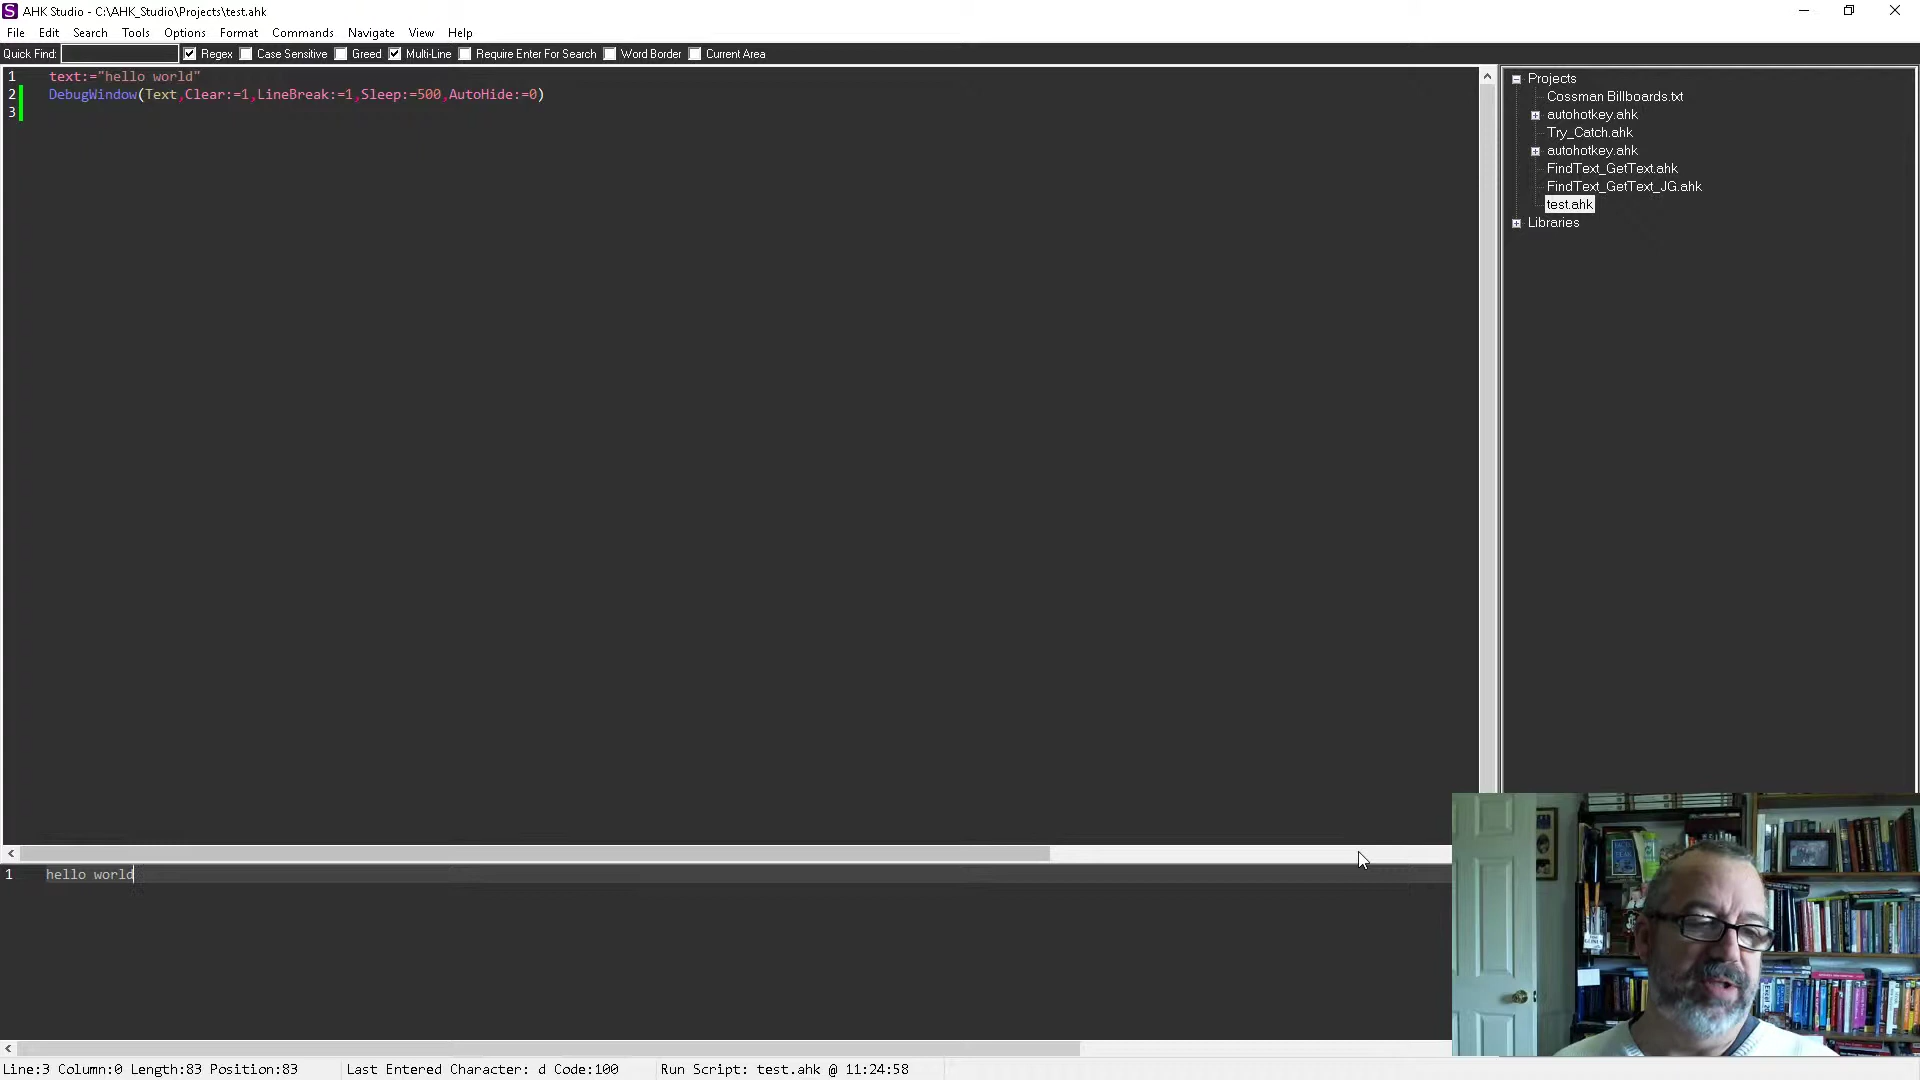 AHK Studio - C:\AHK_Studio\Projects\test.ahk
File Edit Search Tools Options Format Commands Navigate View Help
Quick Find: Regex Case Sensitive Greed Multi-Line Require Enter For Search Word Border Current Area
1 text:="hello world"
2 DebugWindow(Text,Clear:=1,LineBreak:=1,Sleep:=500,AutoHide:=0)
3
Projects
Cossman Billboards.txt
autohotkey.ahk
Try_Catch.ahk
autohotkey.ahk
FindText_GetText.ahk
FindText_GetText_JG.ahk
test.ahk
Libraries
1 hello world
Line:3 Column:0 Length:83 Position:83 Last Entered Character: d Code:100 Run Script: test.ahk @ 11:24:58